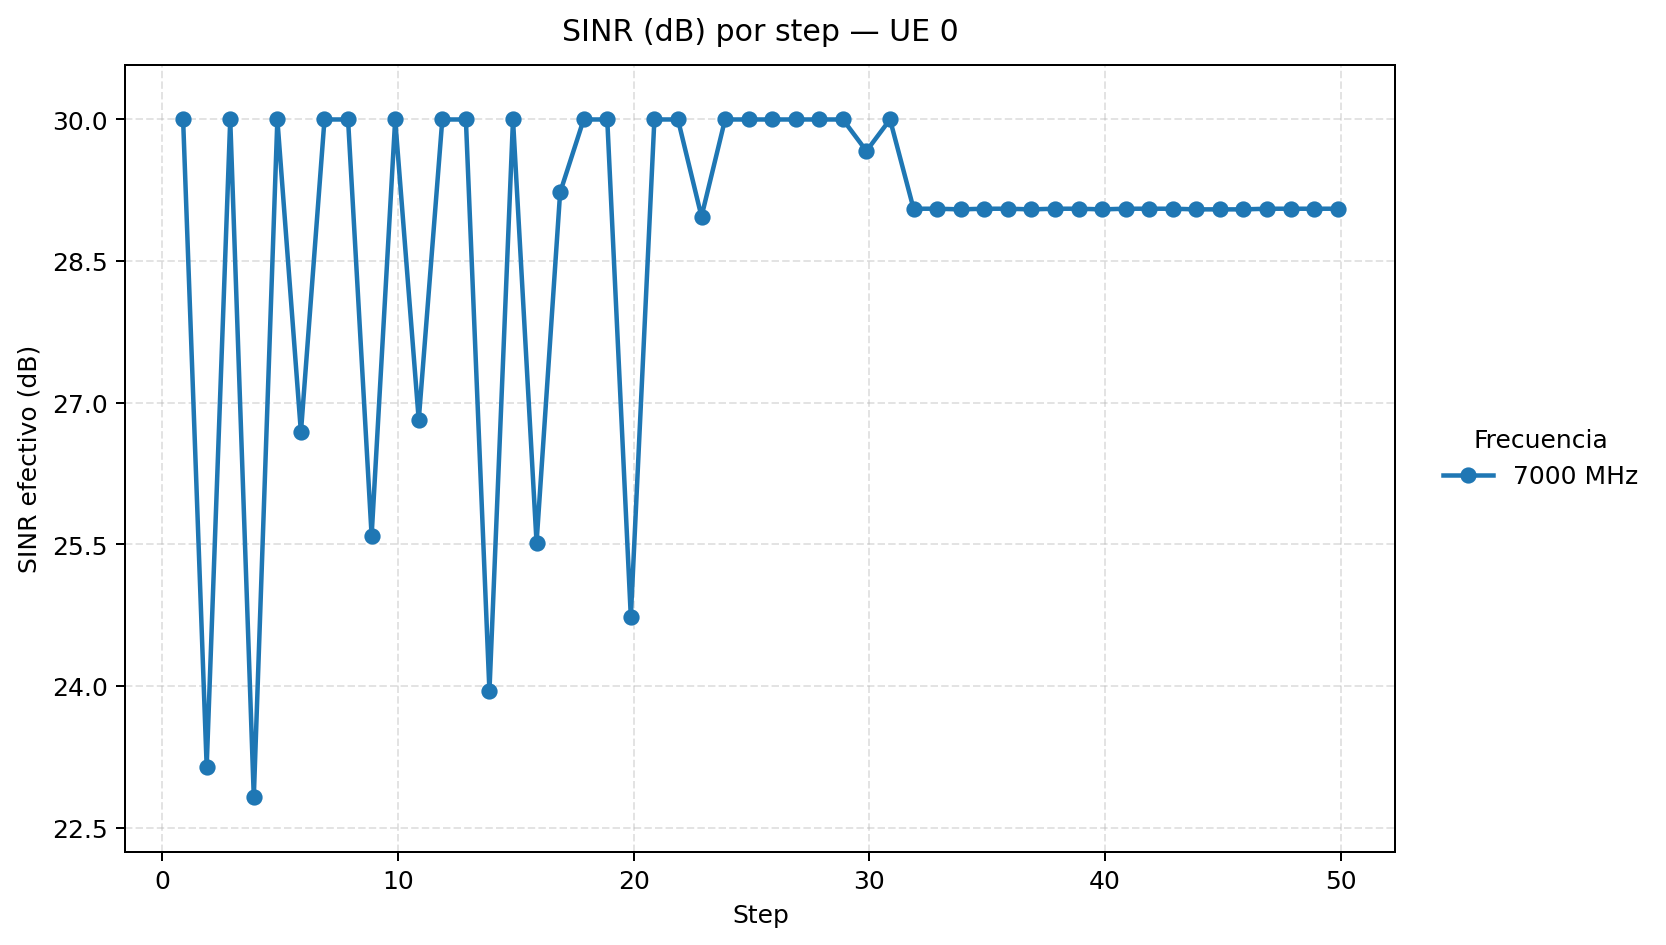 SINR (dB) por step — UE 0
SINR efectivo (dB)
30.0
28.5
27.0
25.5
24.0
22.5
0 10 20 30 40 50
Step
Frecuencia
7000 MHz